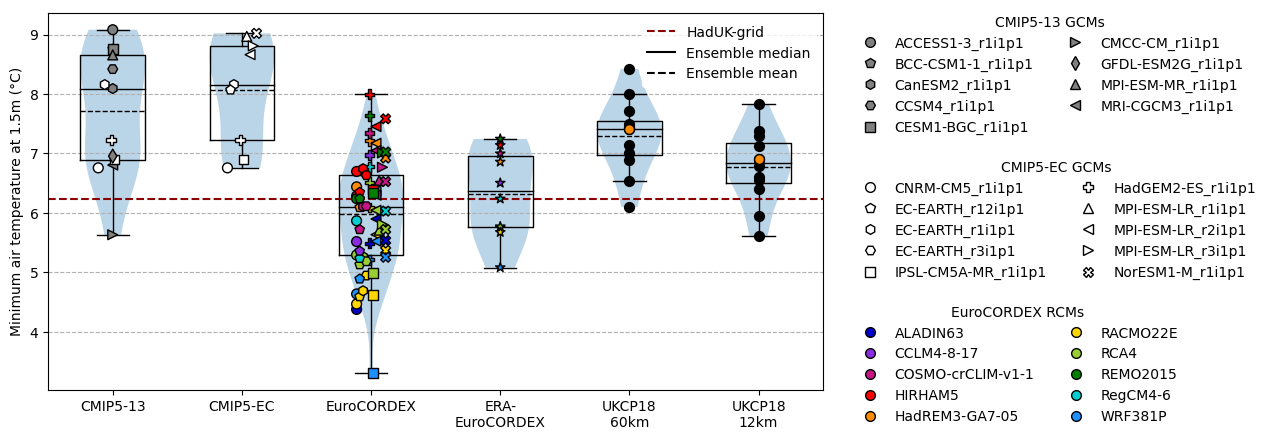 Minimum air temperature at 1.5m (°C)
9
8
7
6
5
4
HadUK-grid
Ensemble median
Ensemble mean
CMIP5-13
CMIP5-EC
EuroCORDEX
ERA-
EuroCORDEX
UKCP18
60km
UKCP18
12km
CMIP5-13 GCMs
ACCESS1-3_r1i1p1
BCC-CSM1-1_r1i1p1
CanESM2_r1i1p1
CCSM4_r1i1p1
CESM1-BGC_r1i1p1
CMCC-CM_r1i1p1
GFDL-ESM2G_r1i1p1
MPI-ESM-MR_r1i1p1
MRI-CGCM3_r1i1p1
CMIP5-EC GCMs
CNRM-CM5_r1i1p1
EC-EARTH_r12i1p1
EC-EARTH_r1i1p1
EC-EARTH_r3i1p1
IPSL-CM5A-MR_r1i1p1
HadGEM2-ES_r1i1p1
MPI-ESM-LR_r1i1p1
MPI-ESM-LR_r2i1p1
MPI-ESM-LR_r3i1p1
NorESM1-M_r1i1p1
EuroCORDEX RCMs
ALADIN63
CCLM4-8-17
COSMO-crCLIM-v1-1
HIRHAM5
HadREM3-GA7-05
RACMO22E
RCA4
REMO2015
RegCM4-6
WRF381P